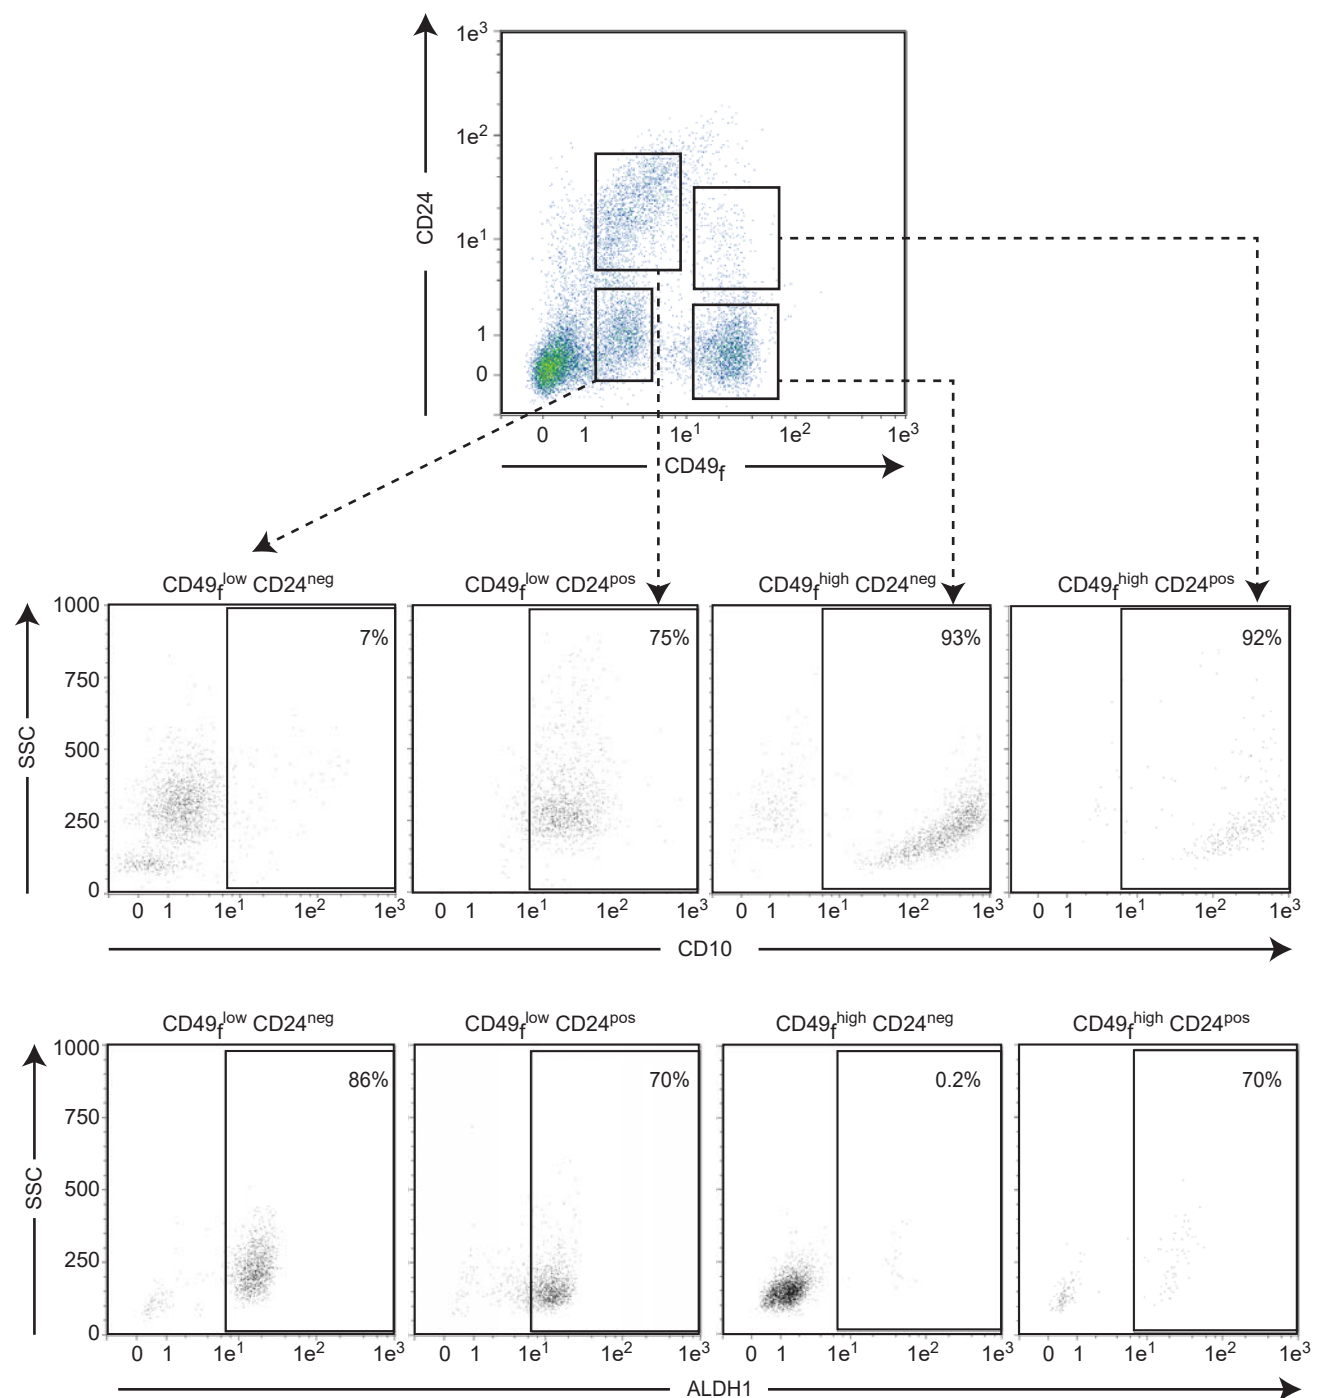 1e3
1e2
CD24
1e1
1
0
0 1 1e1 1e2 1e3
CD49f
CD49flow CD24neg CD49flow CD24pos CD49fhigh CD24neg CD49fhigh CD24pos
1000
7% 75% 93% 92%
750
SSC
500
250
0
0 1 1e1 1e2 1e3 0 1 1e1 1e2 1e3 0 1 1e1 1e2 1e3 0 1 1e1 1e2 1e3
CD10
CD49flow CD24neg CD49flow CD24pos CD49fhigh CD24neg CD49fhigh CD24pos
1000
86% 70% 0.2% 70%
750
SSC
500
250
0
0 1 1e1 1e2 1e3 0 1 1e1 1e2 1e3 0 1 1e1 1e2 1e3 0 1 1e1 1e2 1e3
ALDH1